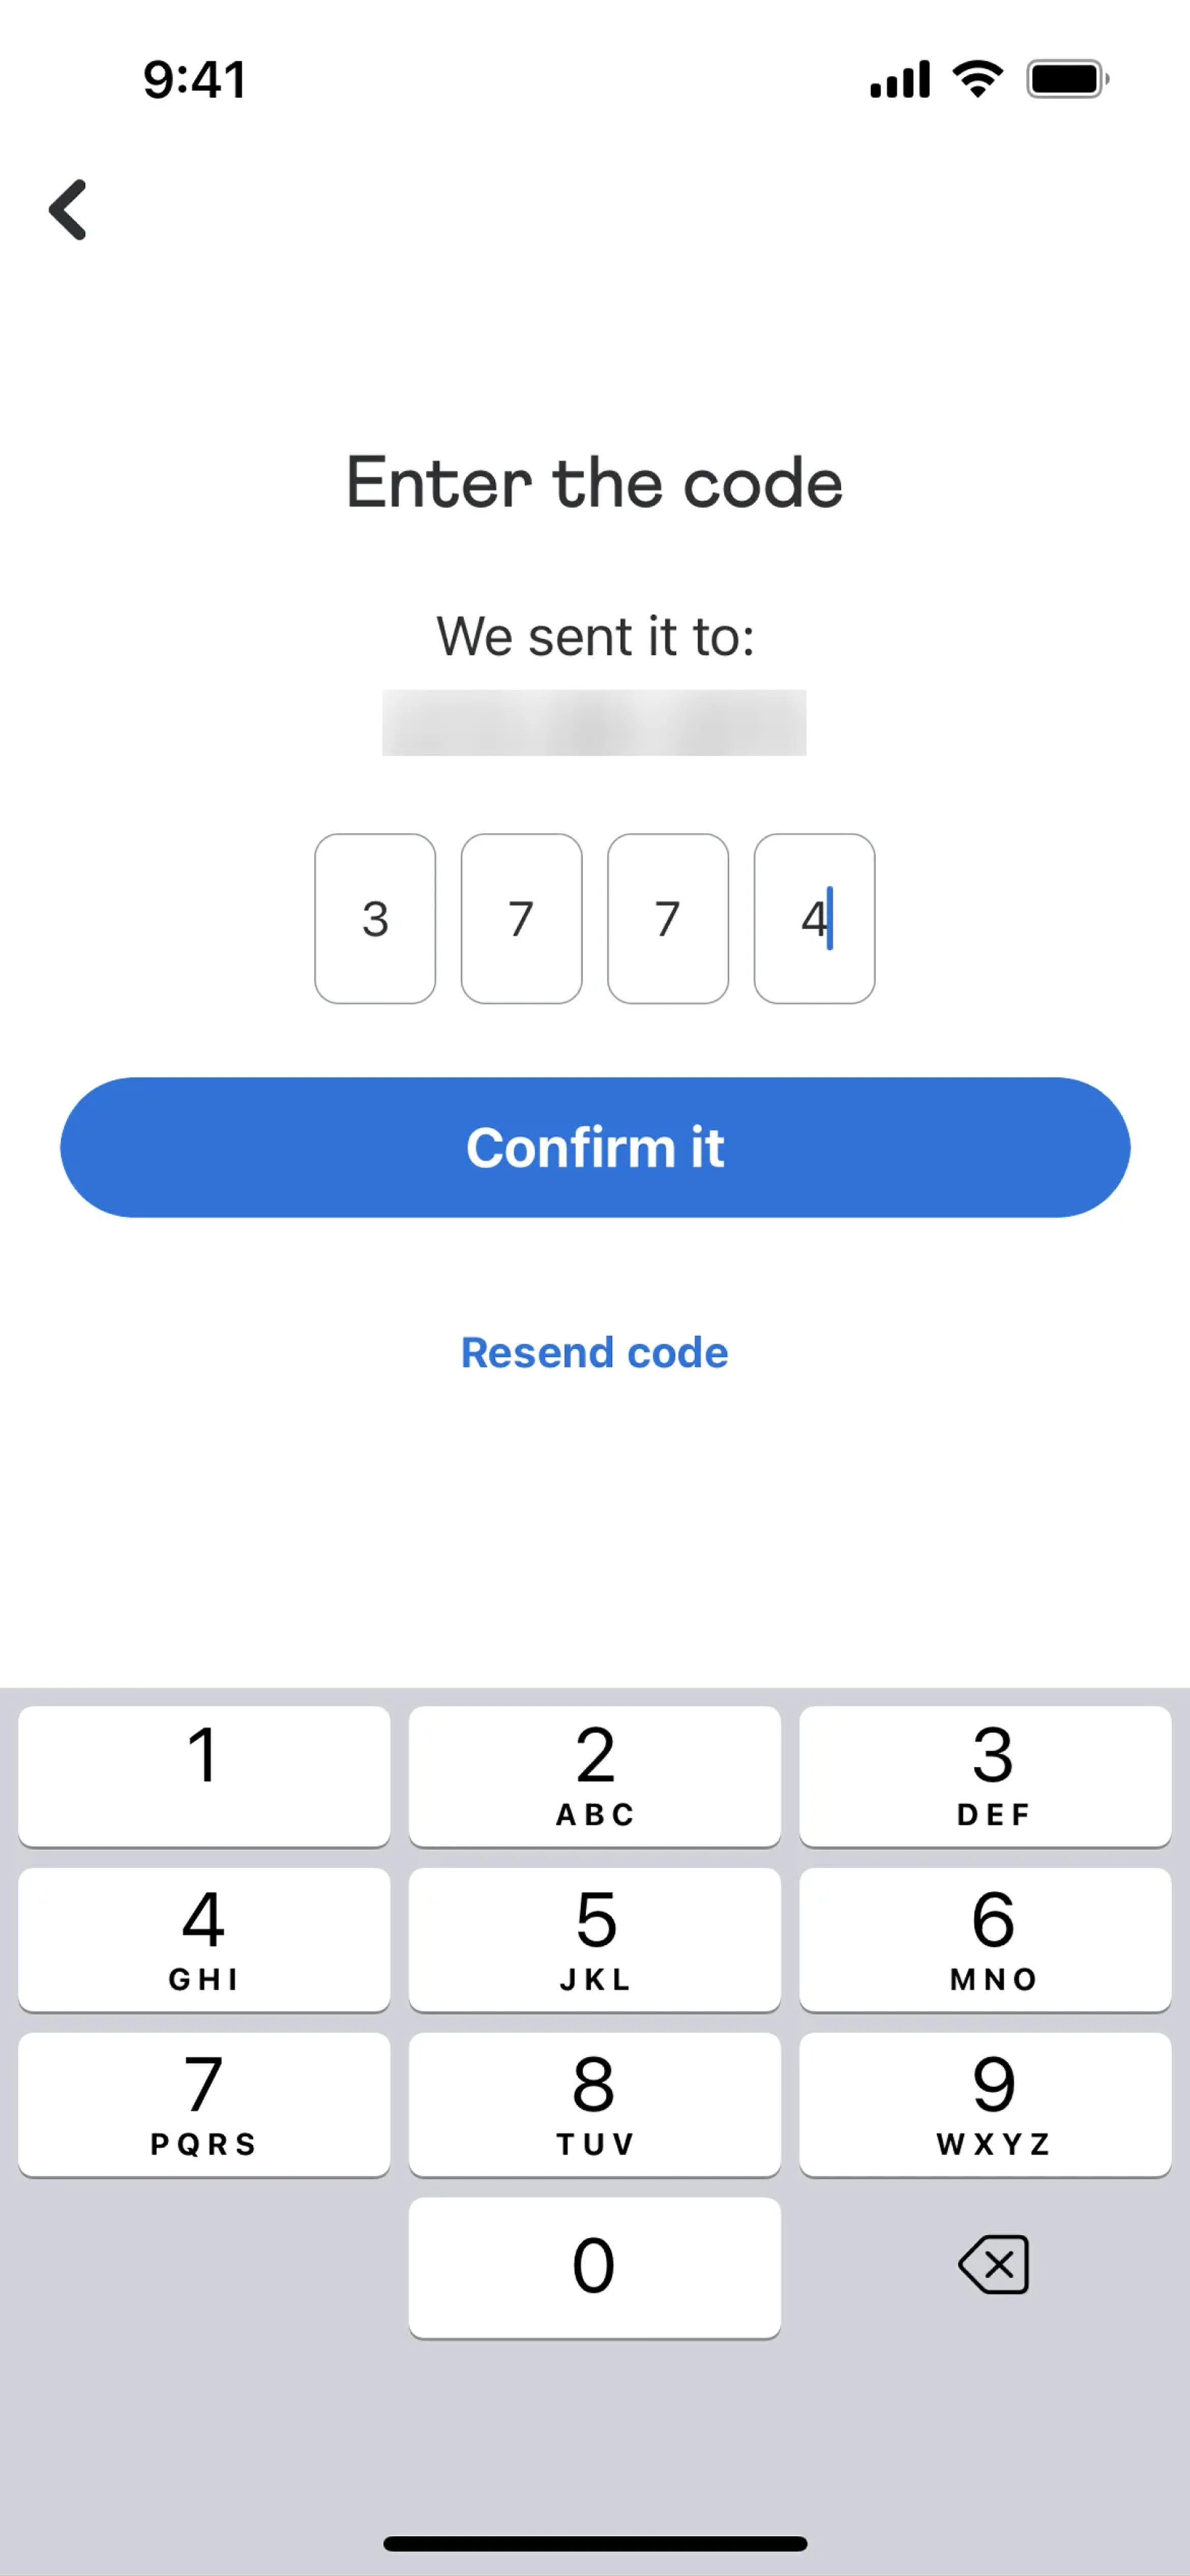 9:41
Enter the code
We sent it to:
3 7 7 4
Confirm it
Resend code
1 2 3
ABC DEF
4 5 6
GHI JKL MNO
7 8 9
PQRS TUV WXYZ
0